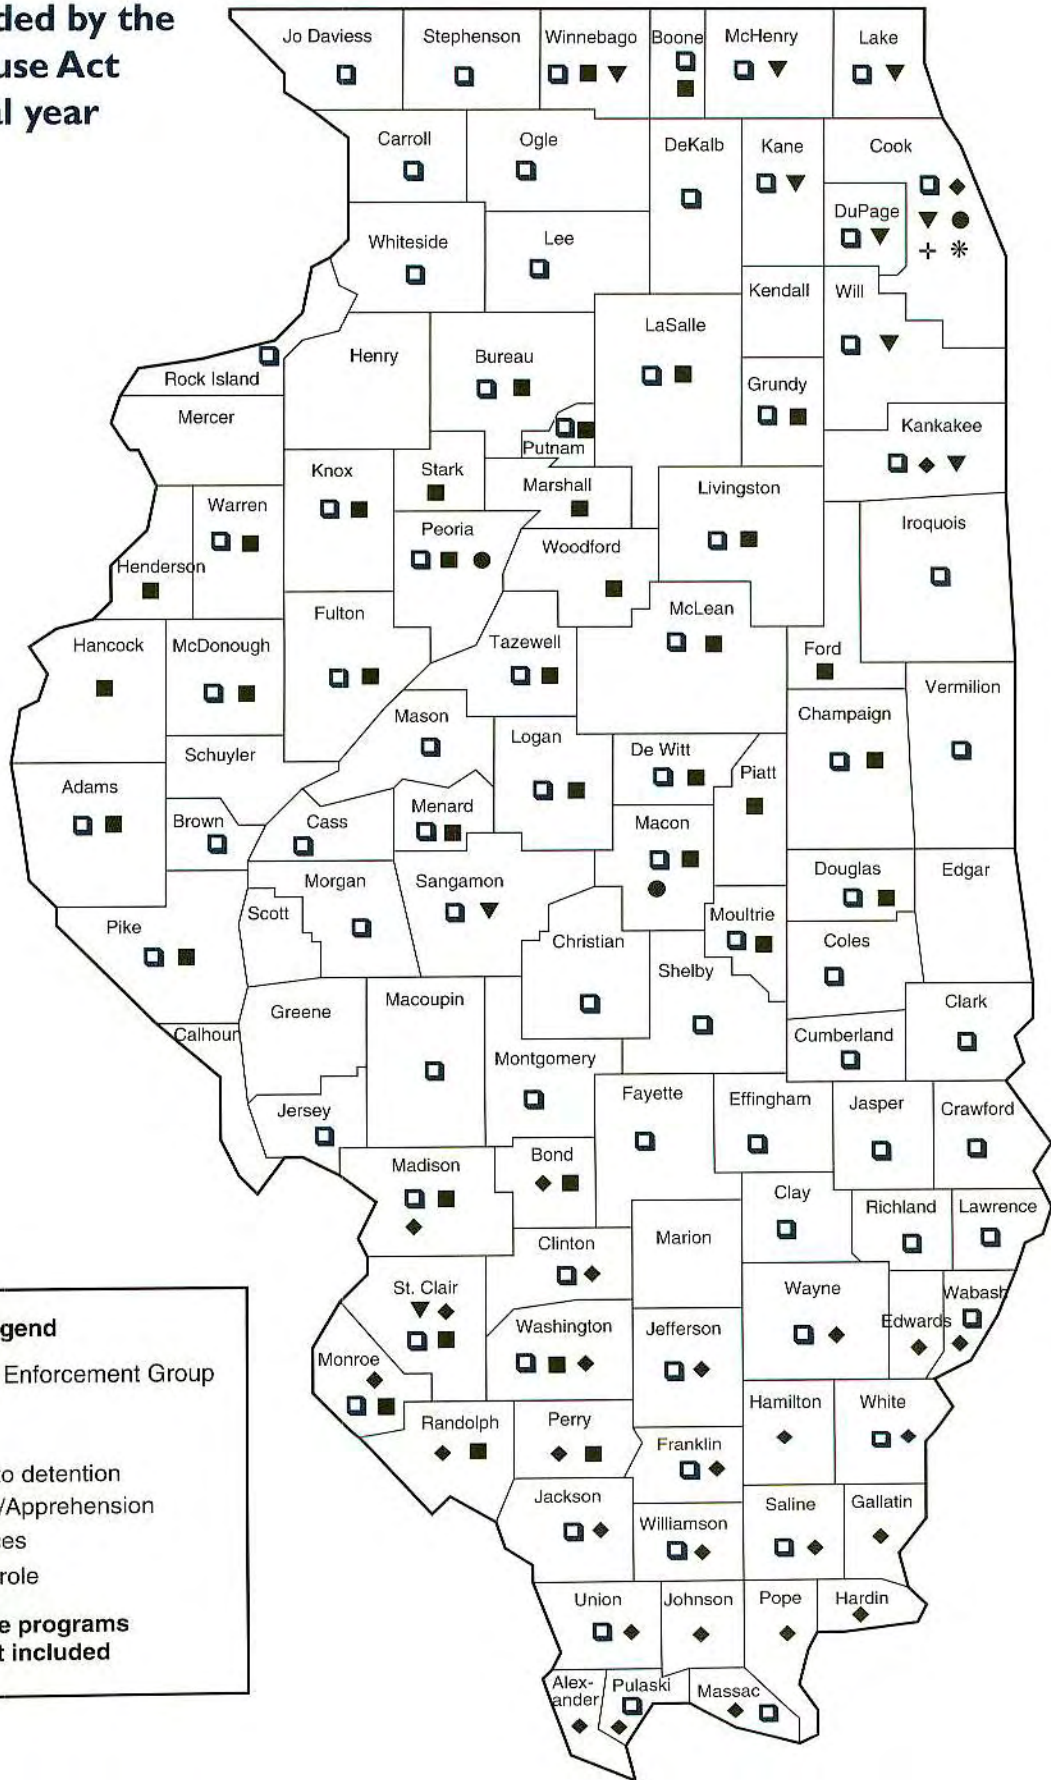 ded by the
use Act
al year
Jo Daviess
Stephenson
Winnebago
Boone
McHenry
Lake
Carroll
Ogle
DeKalb
Kane
Cook
DuPage
Whiteside
Lee
Kendall
Will
LaSalle
Henry
Bureau
Rock Island
Grundy
Mercer
Putnam
Kankakee
Knox
Stark
Marshall
Livingston
Warren
Peoria
Iroquois
Woodford
Henderson
McLean
Fulton
Hancock
McDonough
Tazewell
Ford
Vermilion
Mason
Champaign
Logan
Schuyler
De Witt
Piatt
Adams
Menard
Brown
Cass
Macon
Douglas
Edgar
Morgan
Sangamon
Scott
Moultrie
Pike
Christian
Coles
Shelby
Macoupin
Clark
Greene
Calhoun
Cumberland
Montgomery
Fayette
Effingham
Jasper
Crawford
Jersey
Bond
Madison
Clay
Richland
Lawrence
Marion
Clinton
St. Clair
Wayne
Wabash
Edwards
Washington
Jefferson
Monroe
Hamilton
White
Randolph
Perry
Franklin
Jackson
Saline
Gallatin
Williamson
Union
Johnson
Pope
Hardin
Alex-
ander
Pulaski
Massac
gend
Enforcement Group
to detention
/Apprehension
ces
role
e programs
t included